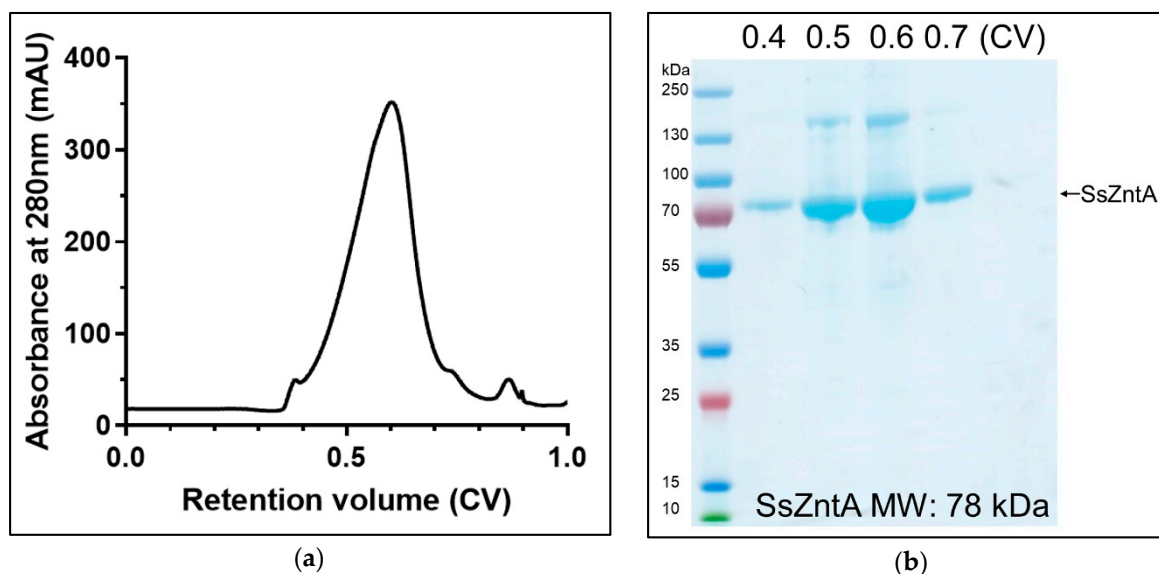 400
300
200
100
0
Absorbance at 280nm (mAU)
0.0 0.5 1.0
Retention volume (CV)
(a)
0.4 0.5 0.6 0.7 (CV)
kDa
250
130
100
70
55
35
25
15
10
←SsZntA
SsZntA MW: 78 kDa
(b)